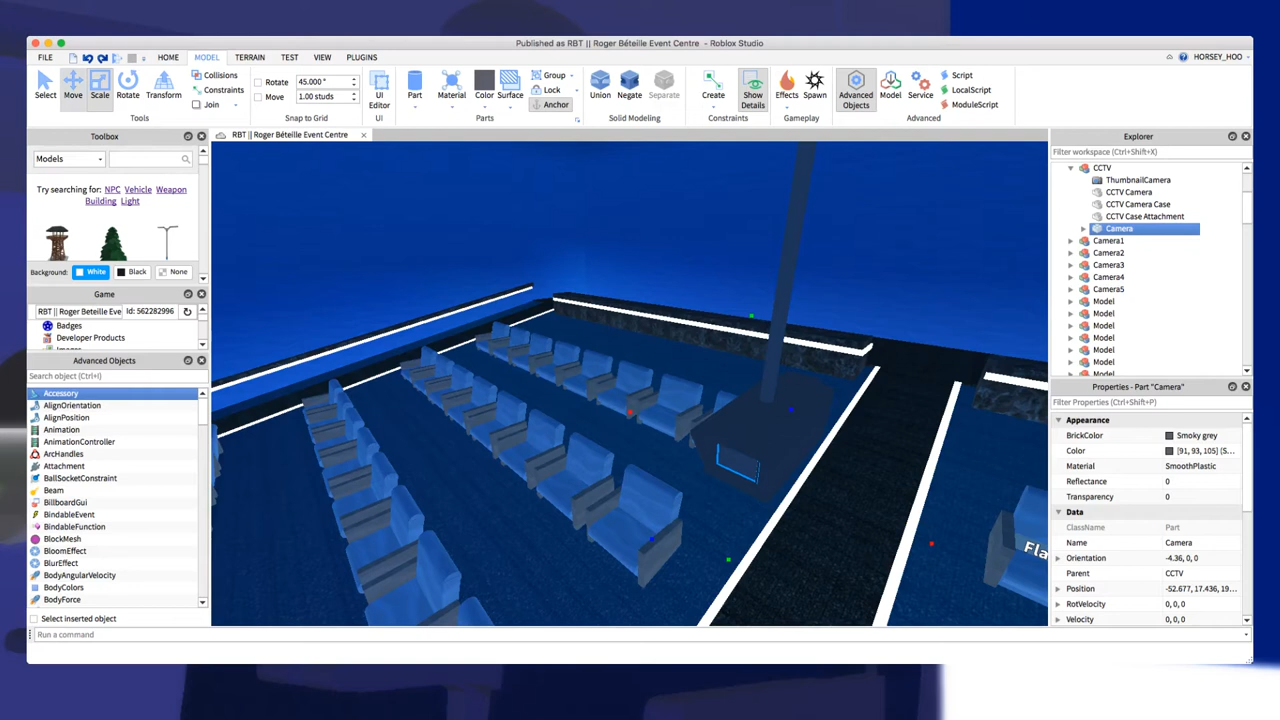 Published as RBT || Roger Béteille Event Centre - Roblox Studio
FILE HOME MODEL TERRAIN TEST VIEW PLUGINS HORSEY_HOO
Select Move Scale Rotate Transform
Collisions
Constraints
Join
Tools
Rotate 45.000 °
Move 1.00 studs
Snap to Grid
UI Editor
UI
Part Material Color Surface
Group
Lock
Anchor
Parts
Union Negate Separate
Solid Modeling
Create Show Details
Constraints
Effects Spawn
Gameplay
Advanced Objects Model Service
Script
LocalScript
ModuleScript
Advanced
Toolbox
Models
Try searching for: NPC Vehicle Weapon
Building Light
Background: White Black None
Game
RBT || Roger Beteille Eve Id: 562282996
Badges
Developer Products
Advanced Objects
Search object (Ctrl+I)
Accessory
AlignOrientation
AlignPosition
Animation
AnimationController
ArcHandles
Attachment
BallSocketConstraint
Beam
BillboardGui
BindableEvent
BindableFunction
BlockMesh
BloomEffect
BlurEffect
BodyAngularVelocity
BodyColors
BodyForce
Select inserted object
Run a command
RBT || Roger Béteille Event Centre
Fla
Explorer
Filter workspace (Ctrl+Shift+X)
CCTV
ThumbnailCamera
CCTV Camera
CCTV Camera Case
CCTV Case Attachment
Camera
Camera1
Camera2
Camera3
Camera4
Camera5
Model
Model
Model
Model
Model
Model
Model
Properties - Part "Camera"
Filter Properties (Ctrl+Shift+P)
Appearance
BrickColor Smoky grey
Color [91, 93, 105] (S...
Material SmoothPlastic
Reflectance 0
Transparency 0
Data
ClassName Part
Name Camera
Orientation -4.36, 0, 0
Parent CCTV
Position -52.677, 17.436, 19...
RotVelocity 0, 0, 0
Velocity 0, 0, 0